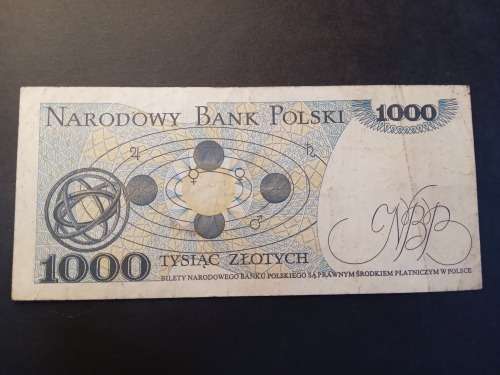 NARODOWY BANK POLSKI
1000
NBP
1000
TYSIĄC ZŁOTYCH
BILETY NARODOWEGO BANKU POLSKIEGO SĄ PRAWNYM ŚRODKIEM PŁATNICZYM W POLSCE